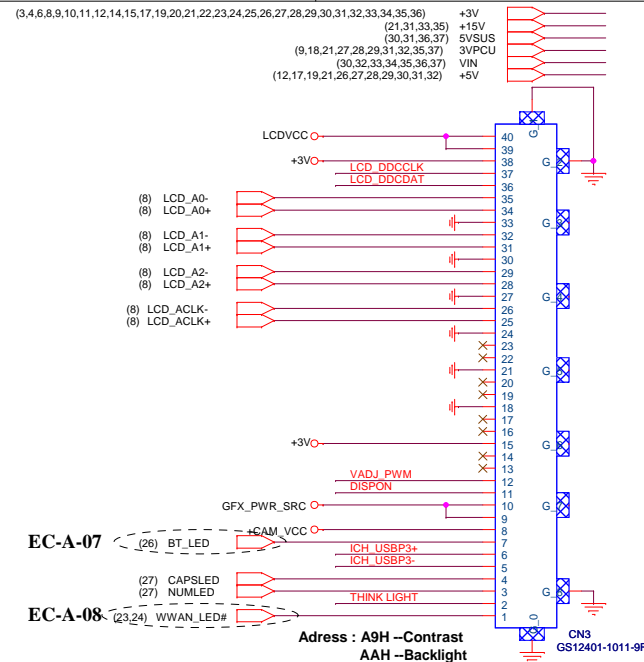 (3,4,6,8,9,10,11,12,14,15,17,19,20,21,22,23,24,25,26,27,28,29,30,31,32,33,34,35,36) +3V
(21,31,33,35) +15V
(30,31,36,37) 5VSUS
(9,18,21,27,28,29,31,32,35,37) 3VPCU
(30,32,33,34,35,36,37) VIN
(12,17,19,21,26,27,28,29,30,31,32) +5V
LCDVCC 40
39
+3V 38
LCD_DDCCLK 37
LCD_DDCDAT 36
(8) LCD_A0- 35
(8) LCD_A0+ 34
33
(8) LCD_A1- 32
(8) LCD_A1+ 31
30
(8) LCD_A2- 29
(8) LCD_A2+ 28
27
(8) LCD_ACLK- 26
(8) LCD_ACLK+ 25
24
23
22
21
20
19
18
17
16
+3V 15
14
13
VADJ_PWM 12
DISPON 11
GFX_PWR_SRC 10
9
+CAM_VCC 8
EC-A-07 (26) BT_LED 7
ICH_USBP3+ 6
ICH_USBP3- 5
(27) CAPSLED 4
(27) NUMLED 3
THINK LIGHT 2
EC-A-08 (23,24) WWAN_LED# 1
CN3
GS12401-1011-9F
Adress : A9H --Contrast
AAH --Backlight